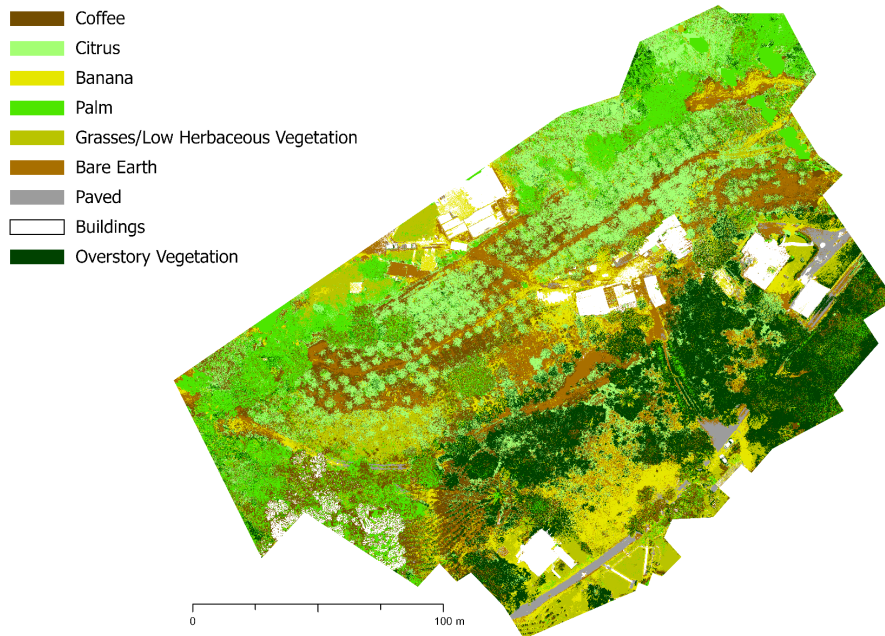 Coffee
Citrus
Banana
Palm
Grasses/Low Herbaceous Vegetation
Bare Earth
Paved
Buildings
Overstory Vegetation
0 100 m